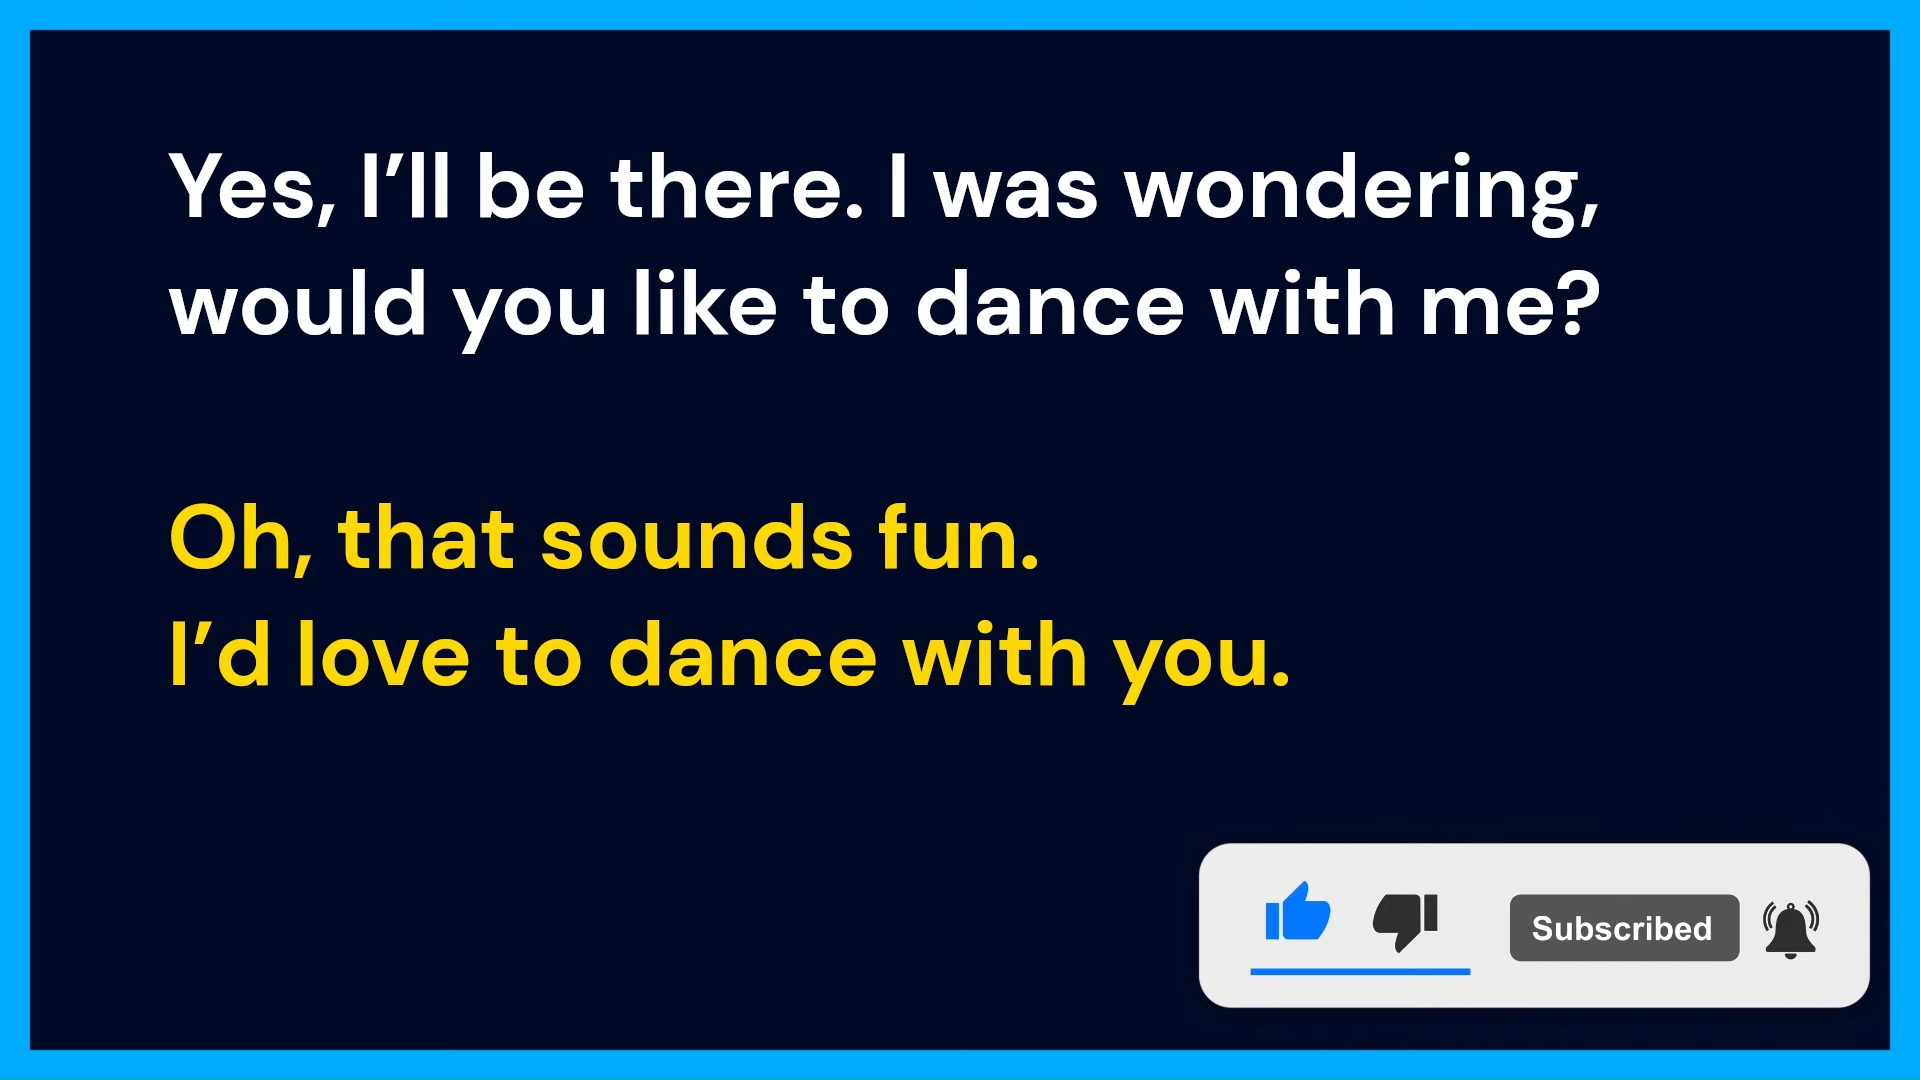 Yes, I’ll be there. I was wondering,
would you like to dance with me?
Oh, that sounds fun.
I’d love to dance with you.
Subscribed